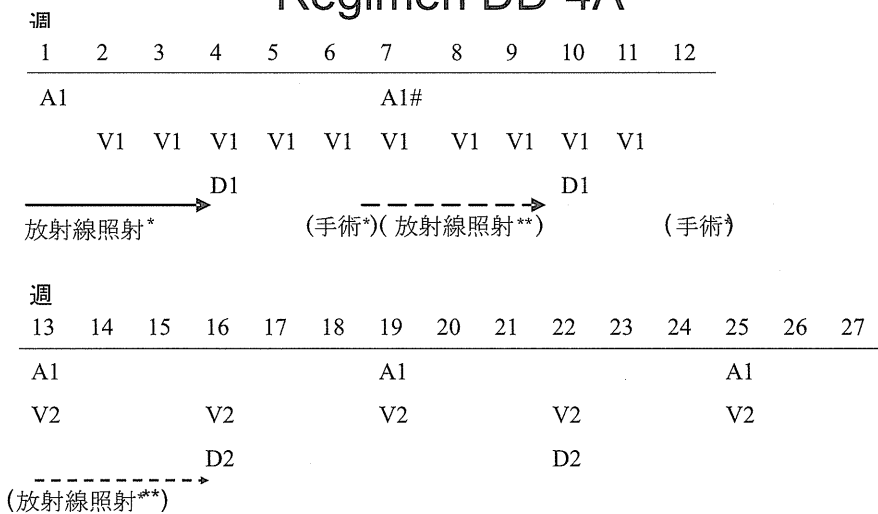 Regimen DD-4A
週
1 2 3 4 5 6 7 8 9 10 11 12
A1 A1#
V1 V1 V1 V1 V1 V1 V1 V1 V1 V1
D1 D1
放射線照射* (手術*)( 放射線照射**) (手術*)
週
13 14 15 16 17 18 19 20 21 22 23 24 25 26 27
A1 A1 A1
V2 V2 V2 V2 V2
D2 D2
(放射線照射***)